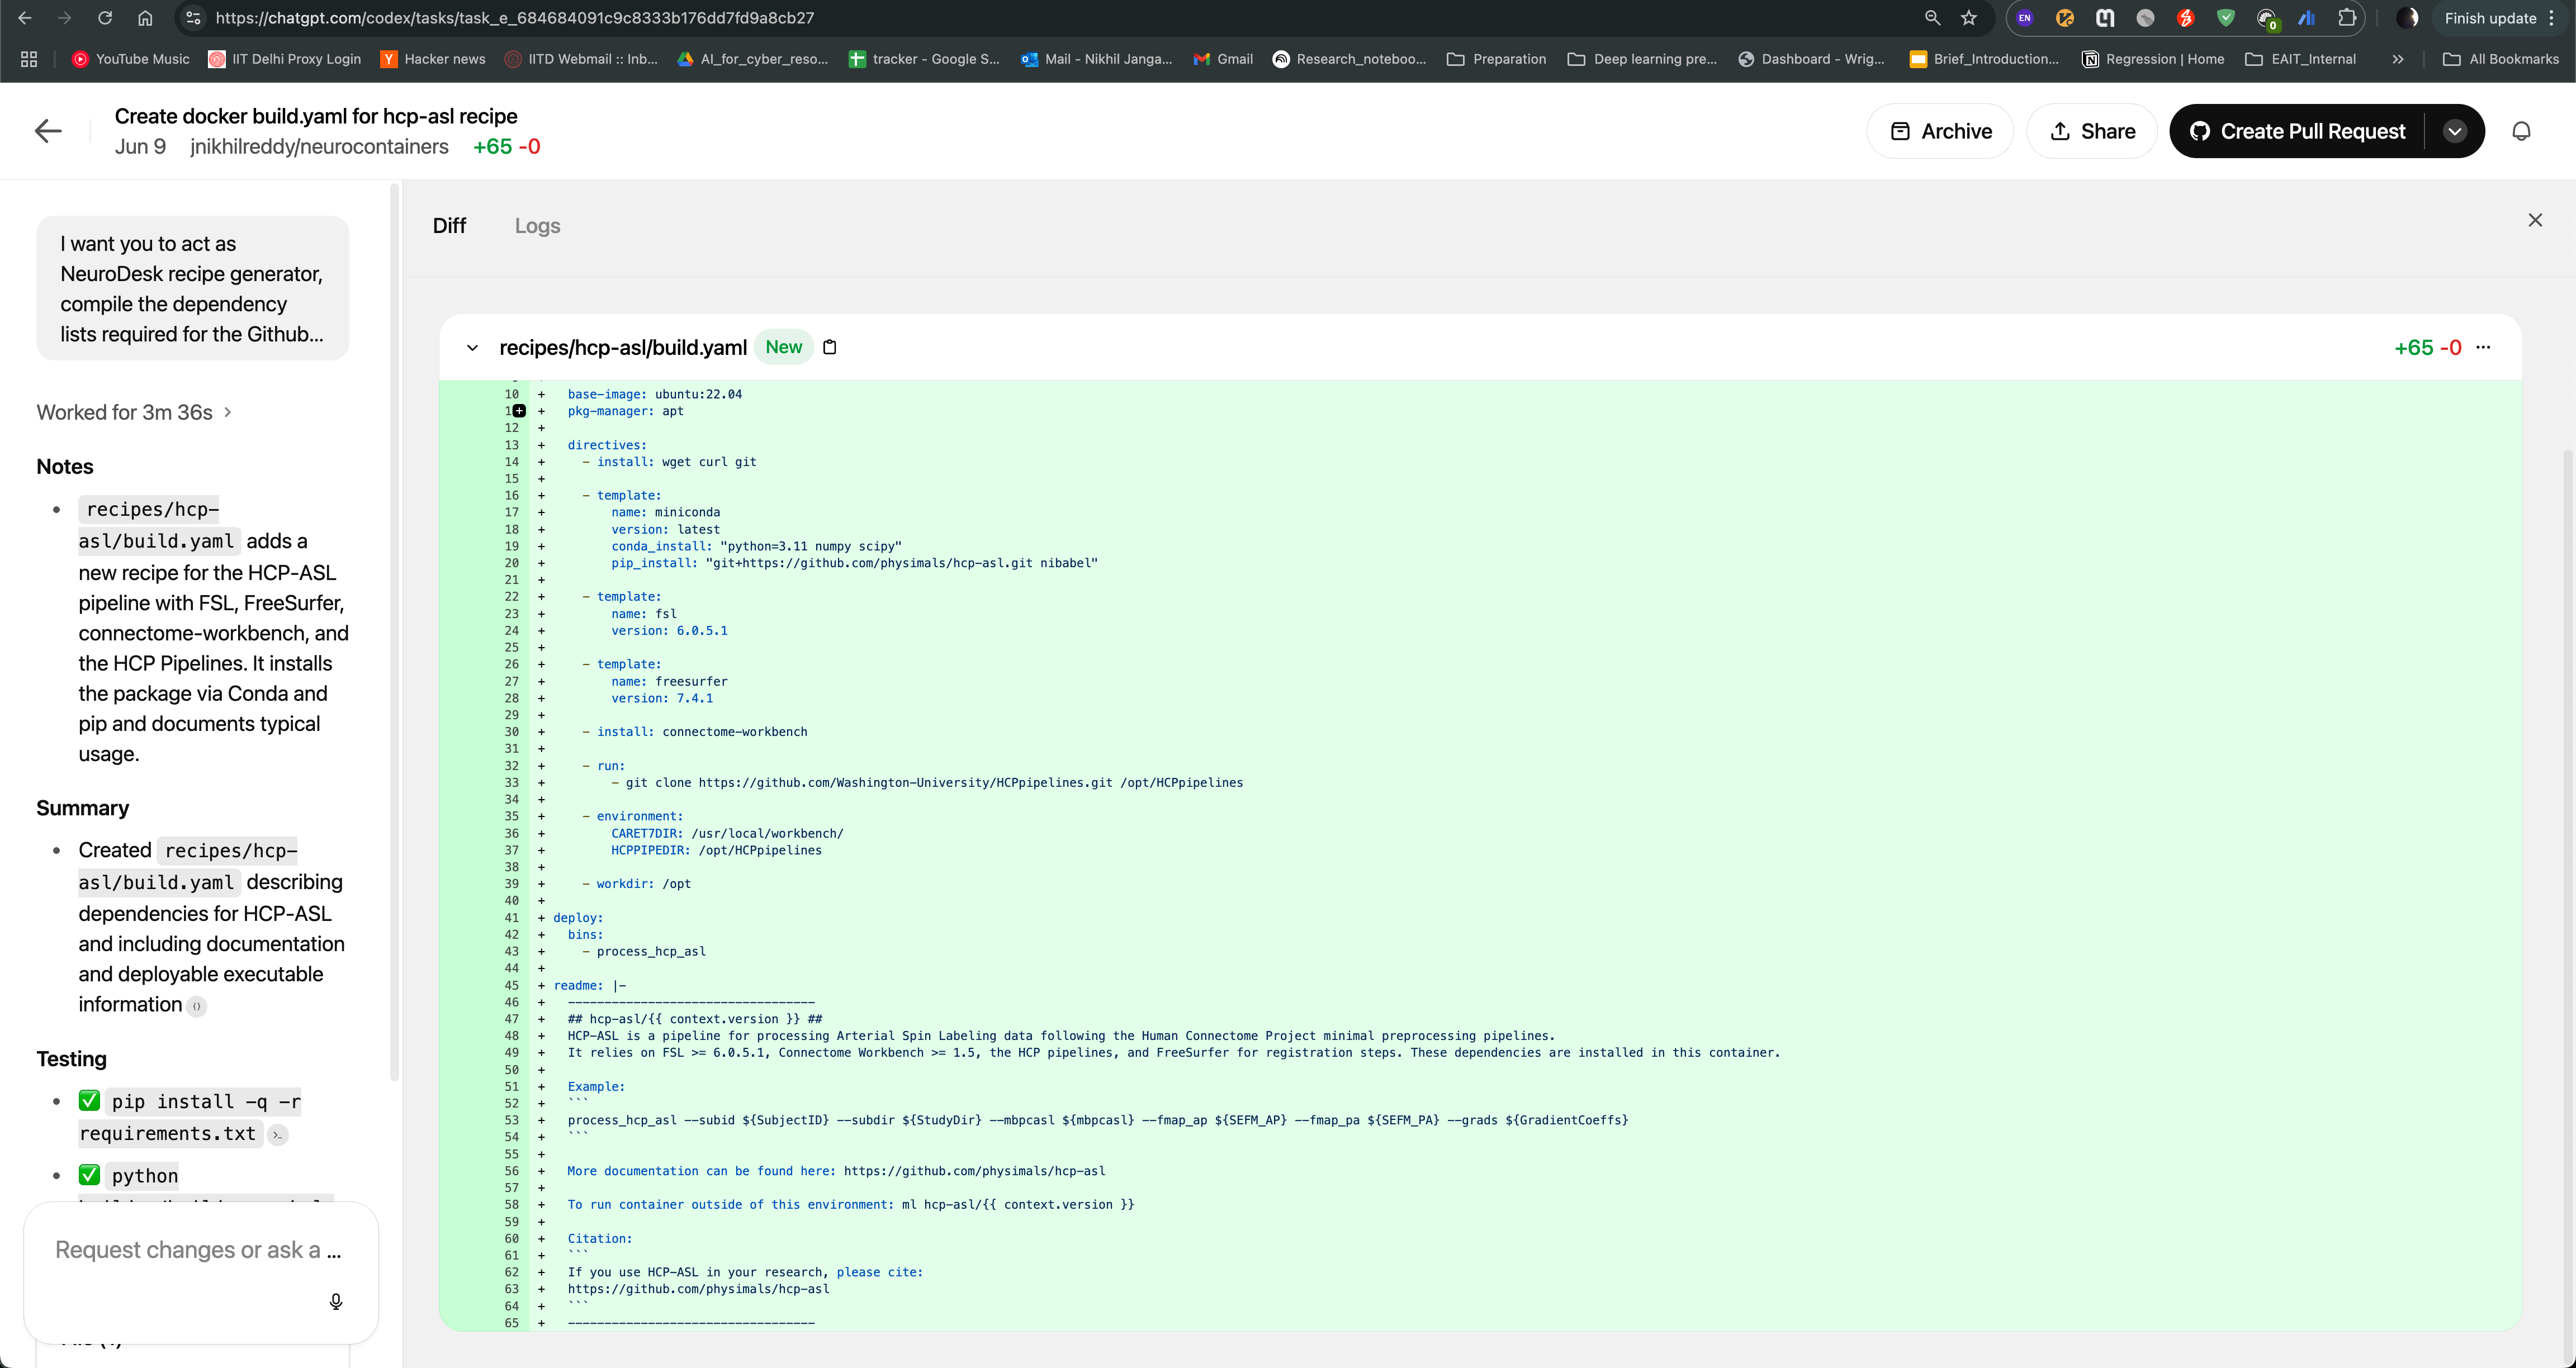 https://chatgpt.com/codex/tasks/task_e_684684091c9c8333b176dd7fd9a8cb27
EN
0
Finish update
YouTube Music
IIT Delhi Proxy Login
Hacker news
IITD Webmail :: Inb...
AI_for_cyber_reso...
tracker - Google S...
Mail - Nikhil Janga...
Gmail
Research_noteboo...
Preparation
Deep learning pre...
Dashboard - Wrig...
Brief_Introduction...
Regression | Home
EAIT_Internal
»
All Bookmarks
Create docker build.yaml for hcp-asl recipe
Jun 9 jnikhilreddy/neurocontainers +65 -0
Archive
Share
Create Pull Request
I want you to act as
NeuroDesk recipe generator,
compile the dependency
lists required for the Github...
Worked for 3m 36s >
Notes
• recipes/hcp-
asl/build.yaml adds a
new recipe for the HCP-ASL
pipeline with FSL, FreeSurfer,
connectome-workbench, and
the HCP Pipelines. It installs
the package via Conda and
pip and documents typical
usage.
Summary
• Created recipes/hcp-
asl/build.yaml describing
dependencies for HCP-ASL
and including documentation
and deployable executable
information
Testing
• ✅ pip install -q -r
requirements.txt
• ✅ python
Request changes or ask a ...
Diff
Logs
recipes/hcp-asl/build.yaml New
+65 -0 ...
10 + base-image: ubuntu:22.04
1 + pkg-manager: apt
12 +
13 + directives:
14 + - install: wget curl git
15 +
16 + - template:
17 + name: miniconda
18 + version: latest
19 + conda_install: "python=3.11 numpy scipy"
20 + pip_install: "git+https://github.com/physimals/hcp-asl.git nibabel"
21 +
22 + - template:
23 + name: fsl
24 + version: 6.0.5.1
25 +
26 + - template:
27 + name: freesurfer
28 + version: 7.4.1
29 +
30 + - install: connectome-workbench
31 +
32 + - run:
33 + - git clone https://github.com/Washington-University/HCPpipelines.git /opt/HCPpipelines
34 +
35 + - environment:
36 + CARET7DIR: /usr/local/workbench/
37 + HCPPIPEDIR: /opt/HCPpipelines
38 +
39 + - workdir: /opt
40 +
41 + deploy:
42 + bins:
43 + - process_hcp_asl
44 +
45 + readme: |-
46 + ----------------------------------
47 + ## hcp-asl/{{ context.version }} ##
48 + HCP-ASL is a pipeline for processing Arterial Spin Labeling data following the Human Connectome Project minimal preprocessing pipelines.
49 + It relies on FSL >= 6.0.5.1, Connectome Workbench >= 1.5, the HCP pipelines, and FreeSurfer for registration steps. These dependencies are installed in this container.
50 +
51 + Example:
52 + ```
53 + process_hcp_asl --subid ${SubjectID} --subdir ${StudyDir} --mbpcasl ${mbpcasl} --fmap_ap ${SEFM_AP} --fmap_pa ${SEFM_PA} --grads ${GradientCoeffs}
54 + ```
55 +
56 + More documentation can be found here: https://github.com/physimals/hcp-asl
57 +
58 + To run container outside of this environment: ml hcp-asl/{{ context.version }}
59 +
60 + Citation:
61 + ```
62 + If you use HCP-ASL in your research, please cite:
63 + https://github.com/physimals/hcp-asl
64 + ```
65 + ----------------------------------